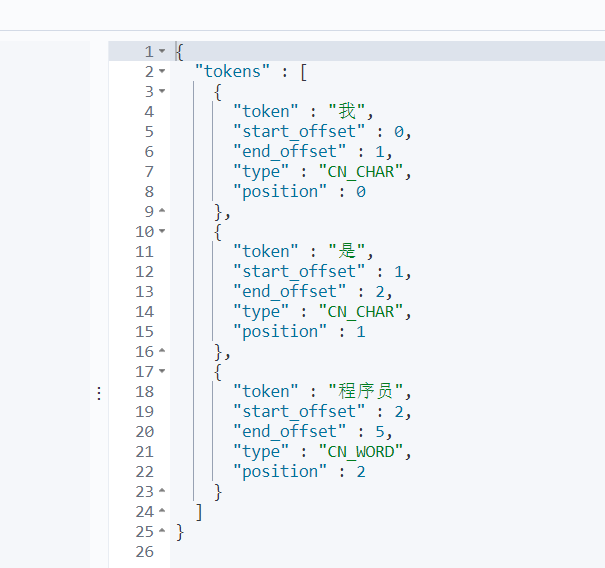 1 {
2 "tokens" : [
3 {
4 "token" : "我",
5 "start_offset" : 0,
6 "end_offset" : 1,
7 "type" : "CN_CHAR",
8 "position" : 0
9 },
10 {
11 "token" : "是",
12 "start_offset" : 1,
13 "end_offset" : 2,
14 "type" : "CN_CHAR",
15 "position" : 1
16 },
17 {
18 "token" : "程序员",
19 "start_offset" : 2,
20 "end_offset" : 5,
21 "type" : "CN_WORD",
22 "position" : 2
23 }
24 ]
25 }
26